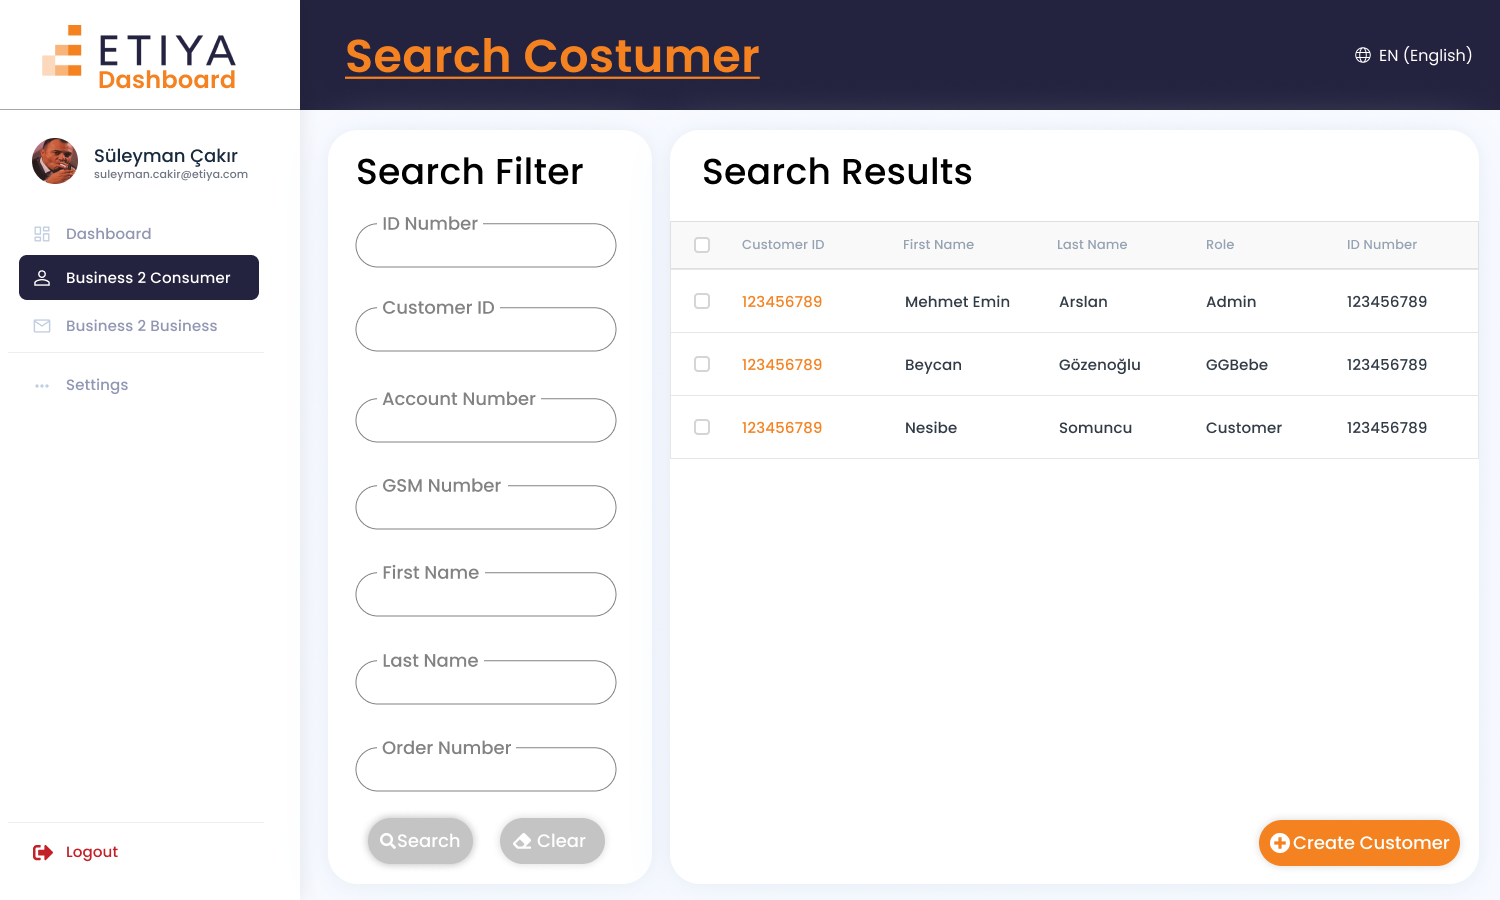 ETIYA
Dashboard
Search Costumer
EN (English)
Süleyman Çakır
suleyman.cakir@etiya.com
Dashboard
Business 2 Consumer
Business 2 Business
Settings
Logout
Search Filter
ID Number
Customer ID
Account Number
GSM Number
First Name
Last Name
Order Number
Search
Clear
Search Results
Customer ID First Name Last Name Role ID Number
123456789 Mehmet Emin Arslan Admin 123456789
123456789 Beycan Gözenoğlu GGBebe 123456789
123456789 Nesibe Somuncu Customer 123456789
Create Customer